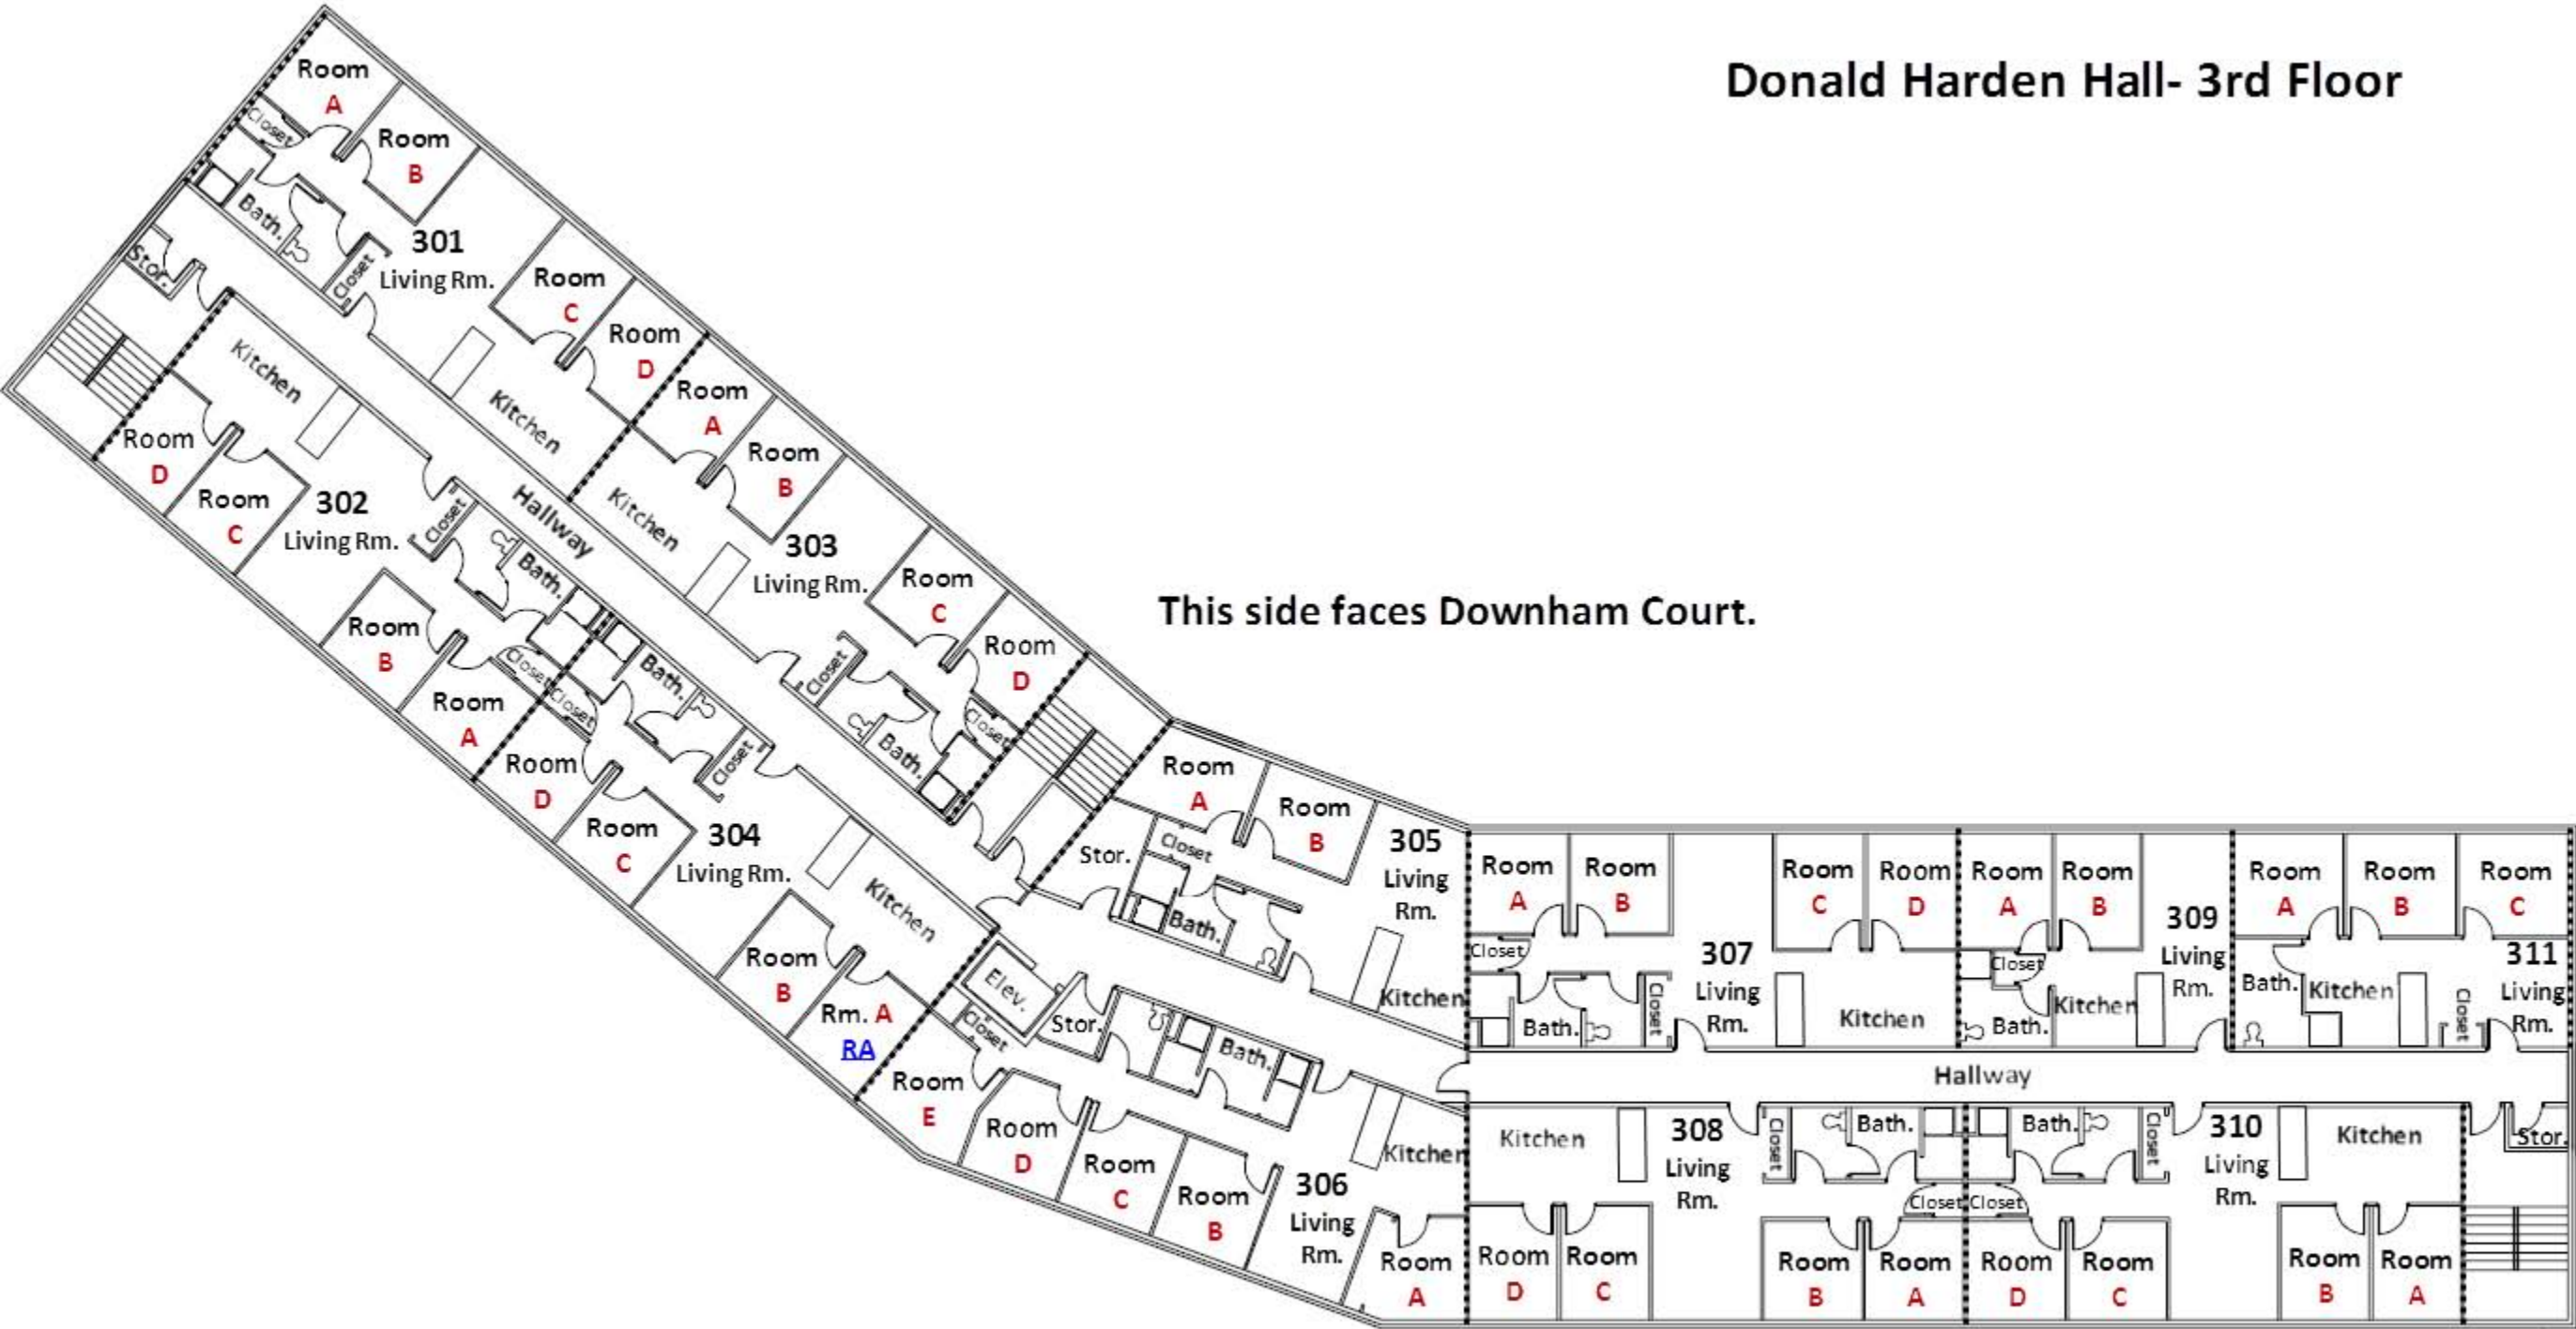 Donald Harden Hall- 3rd Floor
This side faces Downham Court.
Room
A
Closet
Room
B
Bath.
Closet
301
Living Rm.
Room
C
Room
D
Kitchen
Stor.
Kitchen
Room
D
Room
C
302
Living Rm.
Closet
Bath.
Room
B
Closet
Room
A
Hallway
Room
A
Room
B
Kitchen
303
Living Rm.
Room
C
Room
D
Closet
Closet
Bath.
Closet
Bath.
Closet
Room
D
Room
C
304
Living Rm.
Kitchen
Room
B
Rm. A
RA
Room
A
Room
B
305
Living
Rm.
Stor.
Closet
Bath.
Kitchen
Elev.
Closet
Stor.
Bath.
Room
E
Room
D
Room
C
Room
B
306
Living
Rm.
Kitchen
Room
A
Room
A
Room
B
Closet
Bath.
Closet
307
Living
Rm.
Room
C
Room
D
Kitchen
Room
A
Room
B
Closet
Bath.
Kitchen
309
Living
Rm.
Room
A
Room
B
Room
C
Bath.
Kitchen
Closet
311
Living
Rm.
Hallway
Kitchen
308
Living
Rm.
Closet
Bath.
Closet
Room
D
Room
C
Room
B
Room
A
Bath.
Closet
Closet
310
Living
Rm.
Kitchen
Stor.
Room
D
Room
C
Room
B
Room
A